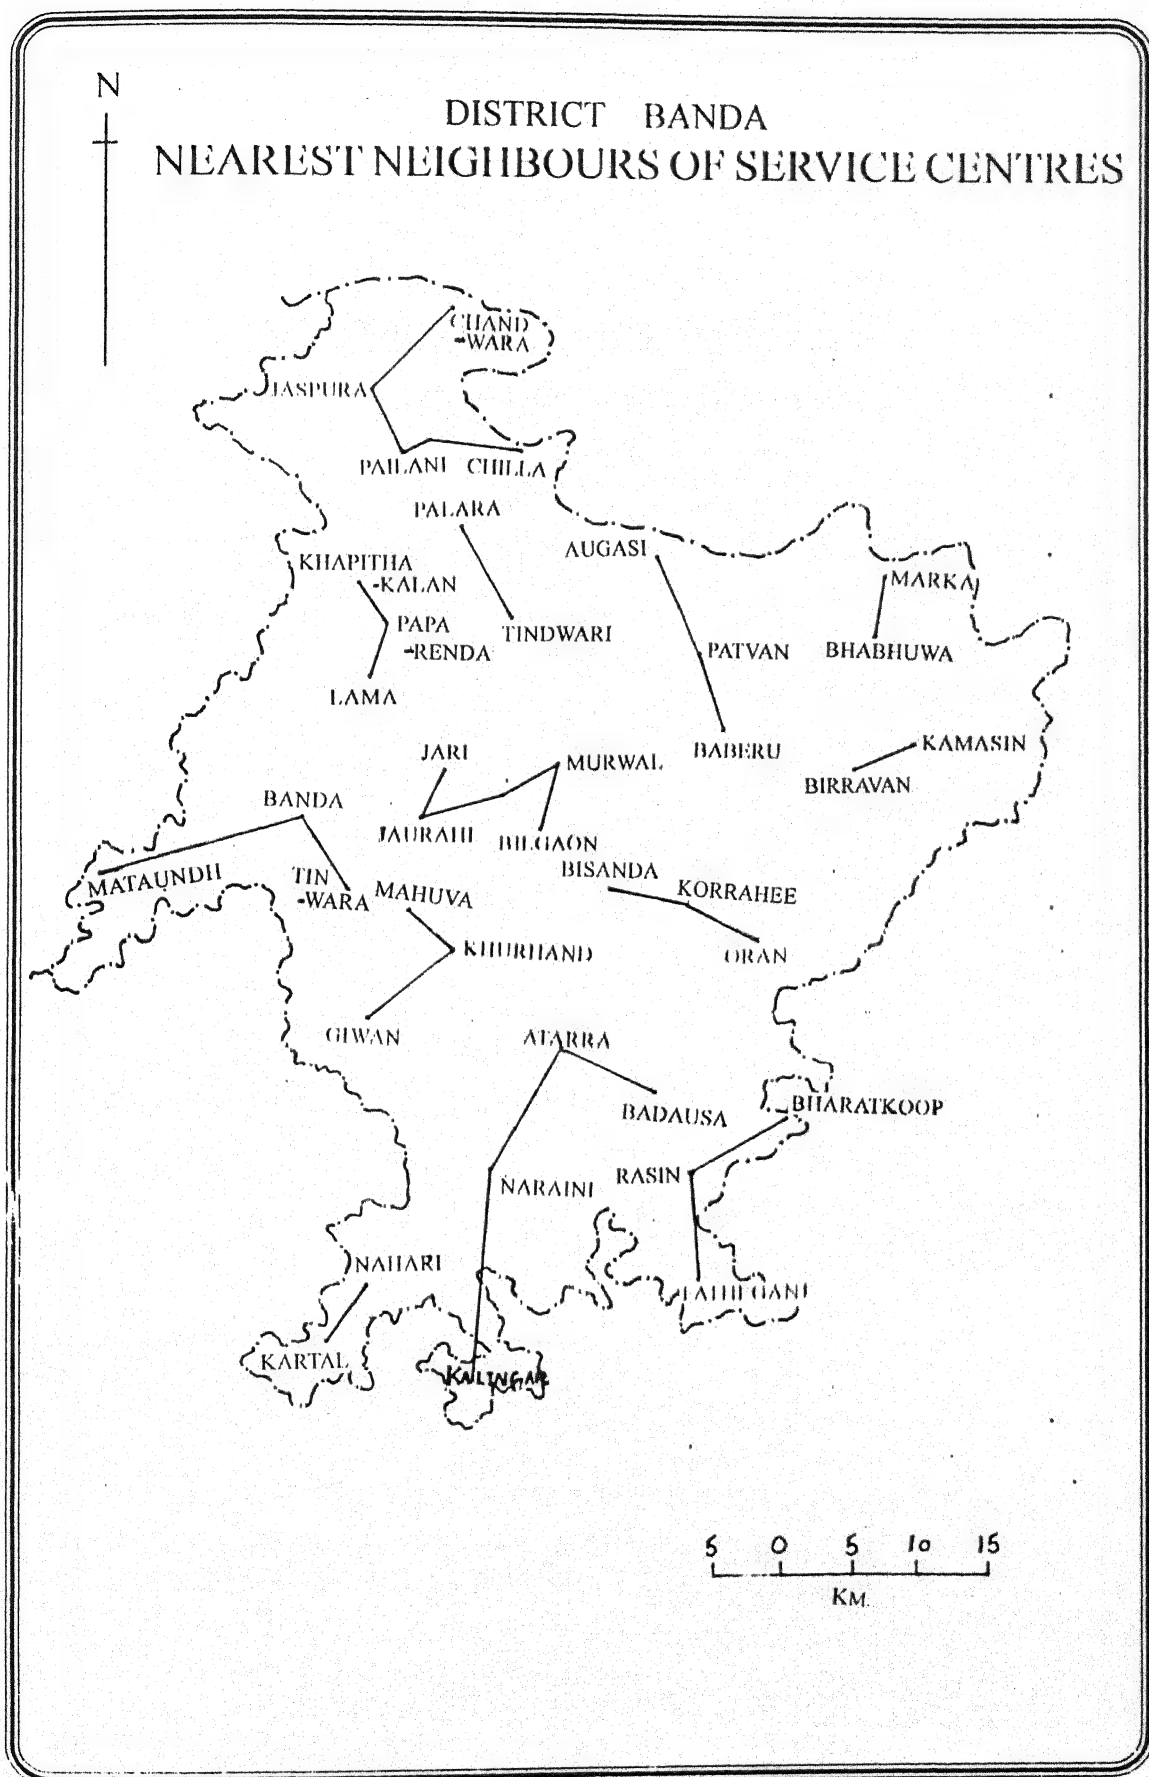 N
DISTRICT BANDA
NEAREST NEIGHBOURS OF SERVICE CENTRES
CHAND
-WARA
JASPURA
PAILANI CHILLA
PALARA
AUGASI
KHAPITHA
-KALAN
MARKA
PAPA
-RENDA
TINDWARI
PATVAN
BHABHUWA
LAMA
JARI
MURWAL
BABERU
KAMASIN
BIRRAVAN
BANDA
JAURAHI
BILGAON
MATAUNDH
TIN
-WARA
MAHUVA
BISANDA
KORRAHEE
KHURHAND
ORAN
GIWAN
ATARRA
BADAUSA
BHARATKOOP
NARAINI
RASIN
NAHARI
KARTAL
5 0 5 10 15
KM.